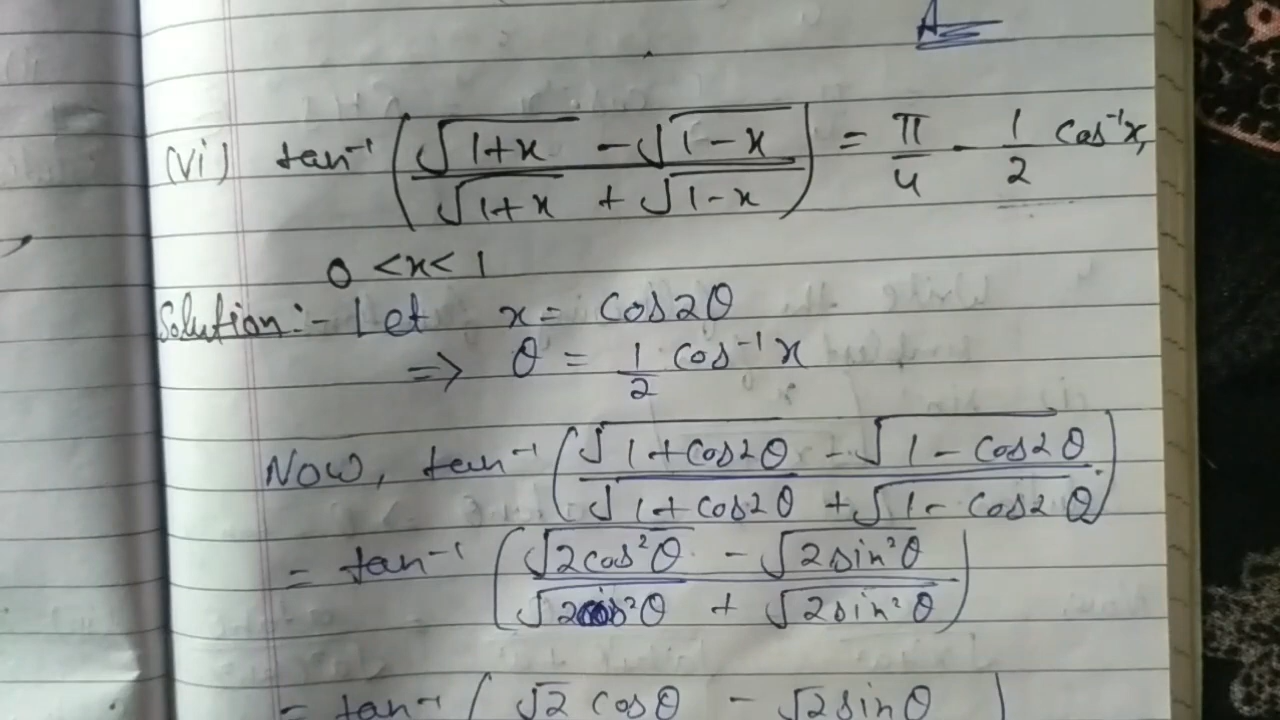 As
(vi) tan⁻¹ (√1+x - √1-x / √1+x + √1-x) = π/4 - 1/2 cos⁻¹x,
0 < x < 1
Solution:- Let x = cos2θ
⇒ θ = 1/2 cos⁻¹x
Now, tan⁻¹ (√1+cos2θ - √1-cos2θ / √1+cos2θ + √1-cos2θ)
= tan⁻¹ (√2cos²θ - √2sin²θ / √2cos²θ + √2sin²θ)
= tan⁻¹ (√2 cosθ - √2 sinθ)